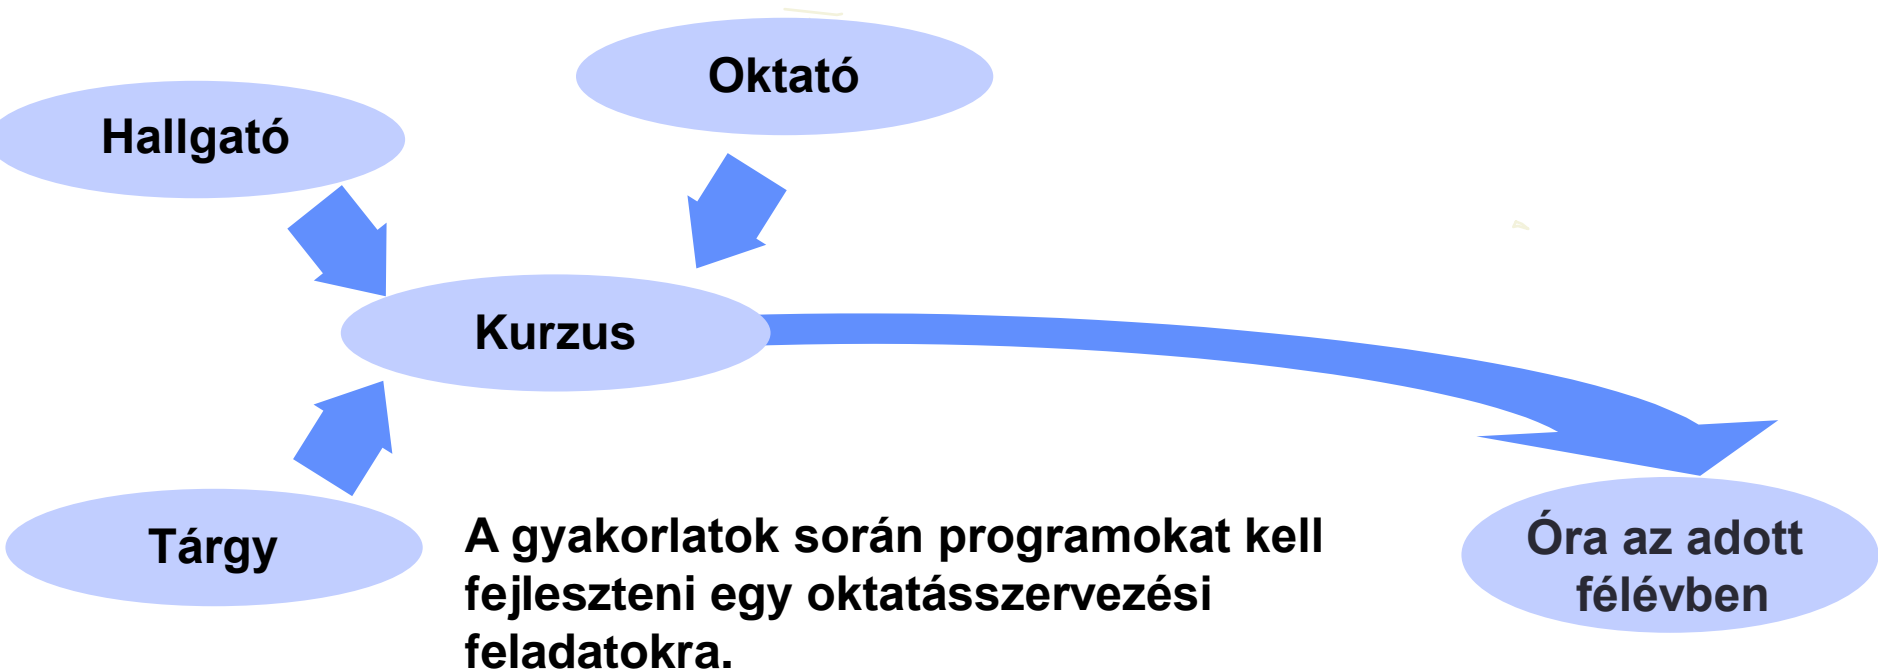 Oktató
Hallgató
Kurzus
Tárgy
A gyakorlatok során programokat kell
fejleszteni egy oktatásszervezési
feladatokra.
Óra az adott
félévben